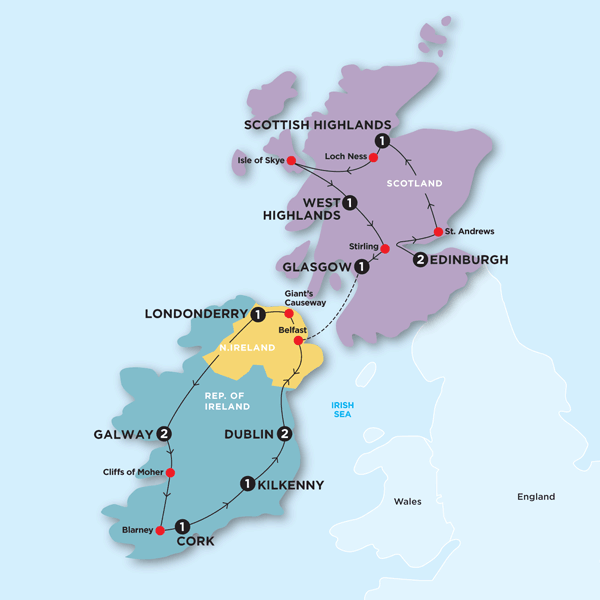 SCOTTISH HIGHLANDS
1
Loch Ness
Isle of Skye
SCOTLAND
WEST
HIGHLANDS
1
St. Andrews
Stirling
GLASGOW
1
2
EDINBURGH
Giant's
Causeway
LONDONDERRY
1
Belfast
N.IRELAND
REP. OF
IRELAND
IRISH
SEA
GALWAY
2
DUBLIN
2
Cliffs of Moher
1
KILKENNY
Wales
England
Blarney
1
CORK